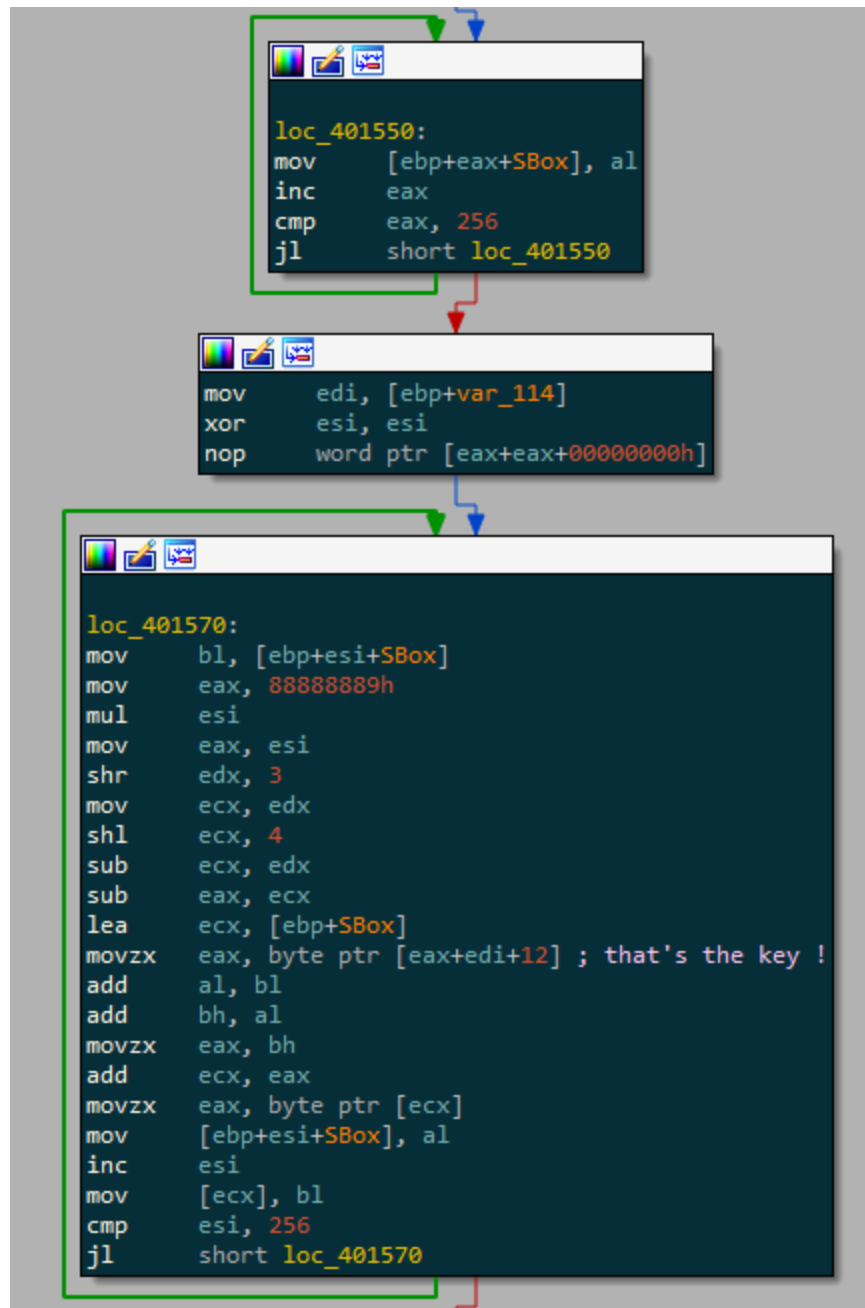 loc_401550:
mov [ebp+eax+SBox], al
inc eax
cmp eax, 256
jl short loc_401550
mov edi, [ebp+var_114]
xor esi, esi
nop word ptr [eax+eax+00000000h]
loc_401570:
mov bl, [ebp+esi+SBox]
mov eax, 88888889h
mul esi
mov eax, esi
shr edx, 3
mov ecx, edx
shl ecx, 4
sub ecx, edx
sub eax, ecx
lea ecx, [ebp+SBox]
movzx eax, byte ptr [eax+edi+12] ; that's the key !
add al, bl
add bh, al
movzx eax, bh
add ecx, eax
movzx eax, byte ptr [ecx]
mov [ebp+esi+SBox], al
inc esi
mov [ecx], bl
cmp esi, 256
jl short loc_401570